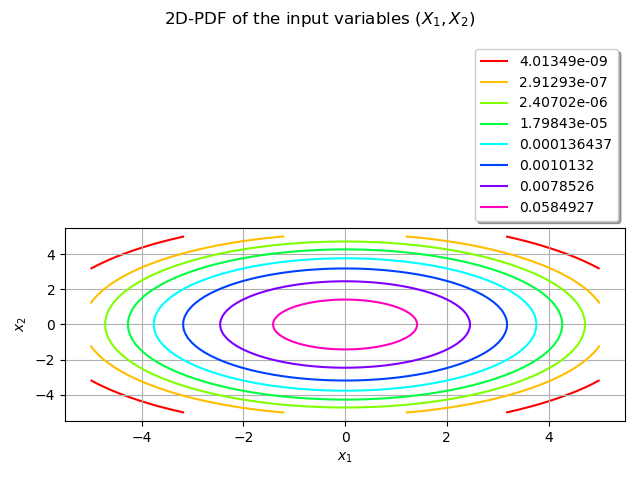 2D-PDF of the input variables (X₁, X₂)
4.01349e-09
2.91293e-07
2.40702e-06
1.79843e-05
0.000136437
0.0010132
0.0078526
0.0584927
4
2
0
−2
−4
x₂
−4 −2 0 2 4
x₁